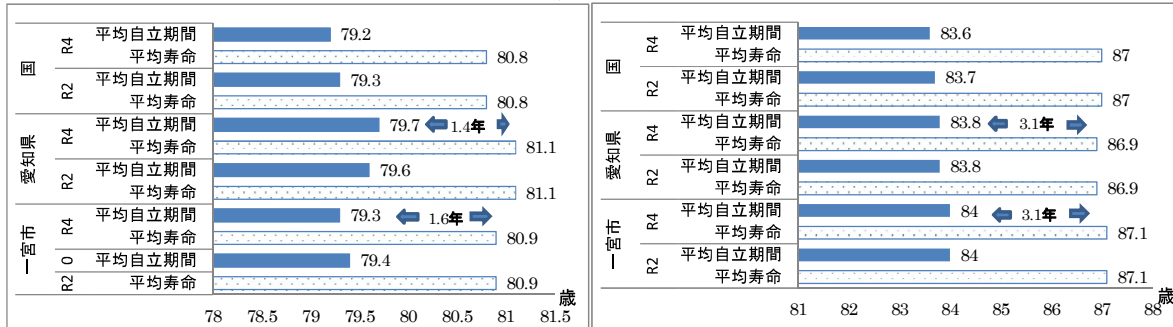 国
R4
平均自立期間
79.2
平均寿命
80.8
R2
平均自立期間
79.3
平均寿命
80.8
愛知県
R4
平均自立期間
79.7
1.4年
平均寿命
81.1
R2
平均自立期間
79.6
平均寿命
81.1
一宮市
R4
平均自立期間
79.3
1.6年
平均寿命
80.9
0
平均自立期間
79.4
R2
平均寿命
80.9
歳
78 78.5 79 79.5 80 80.5 81 81.5
国
R4
平均自立期間
83.6
平均寿命
87
R2
平均自立期間
83.7
平均寿命
87
愛知県
R4
平均自立期間
83.8
3.1年
平均寿命
86.9
R2
平均自立期間
83.8
平均寿命
86.9
一宮市
R4
平均自立期間
84
3.1年
平均寿命
87.1
R2
平均自立期間
84
平均寿命
87.1
歳
81 82 83 84 85 86 87 88